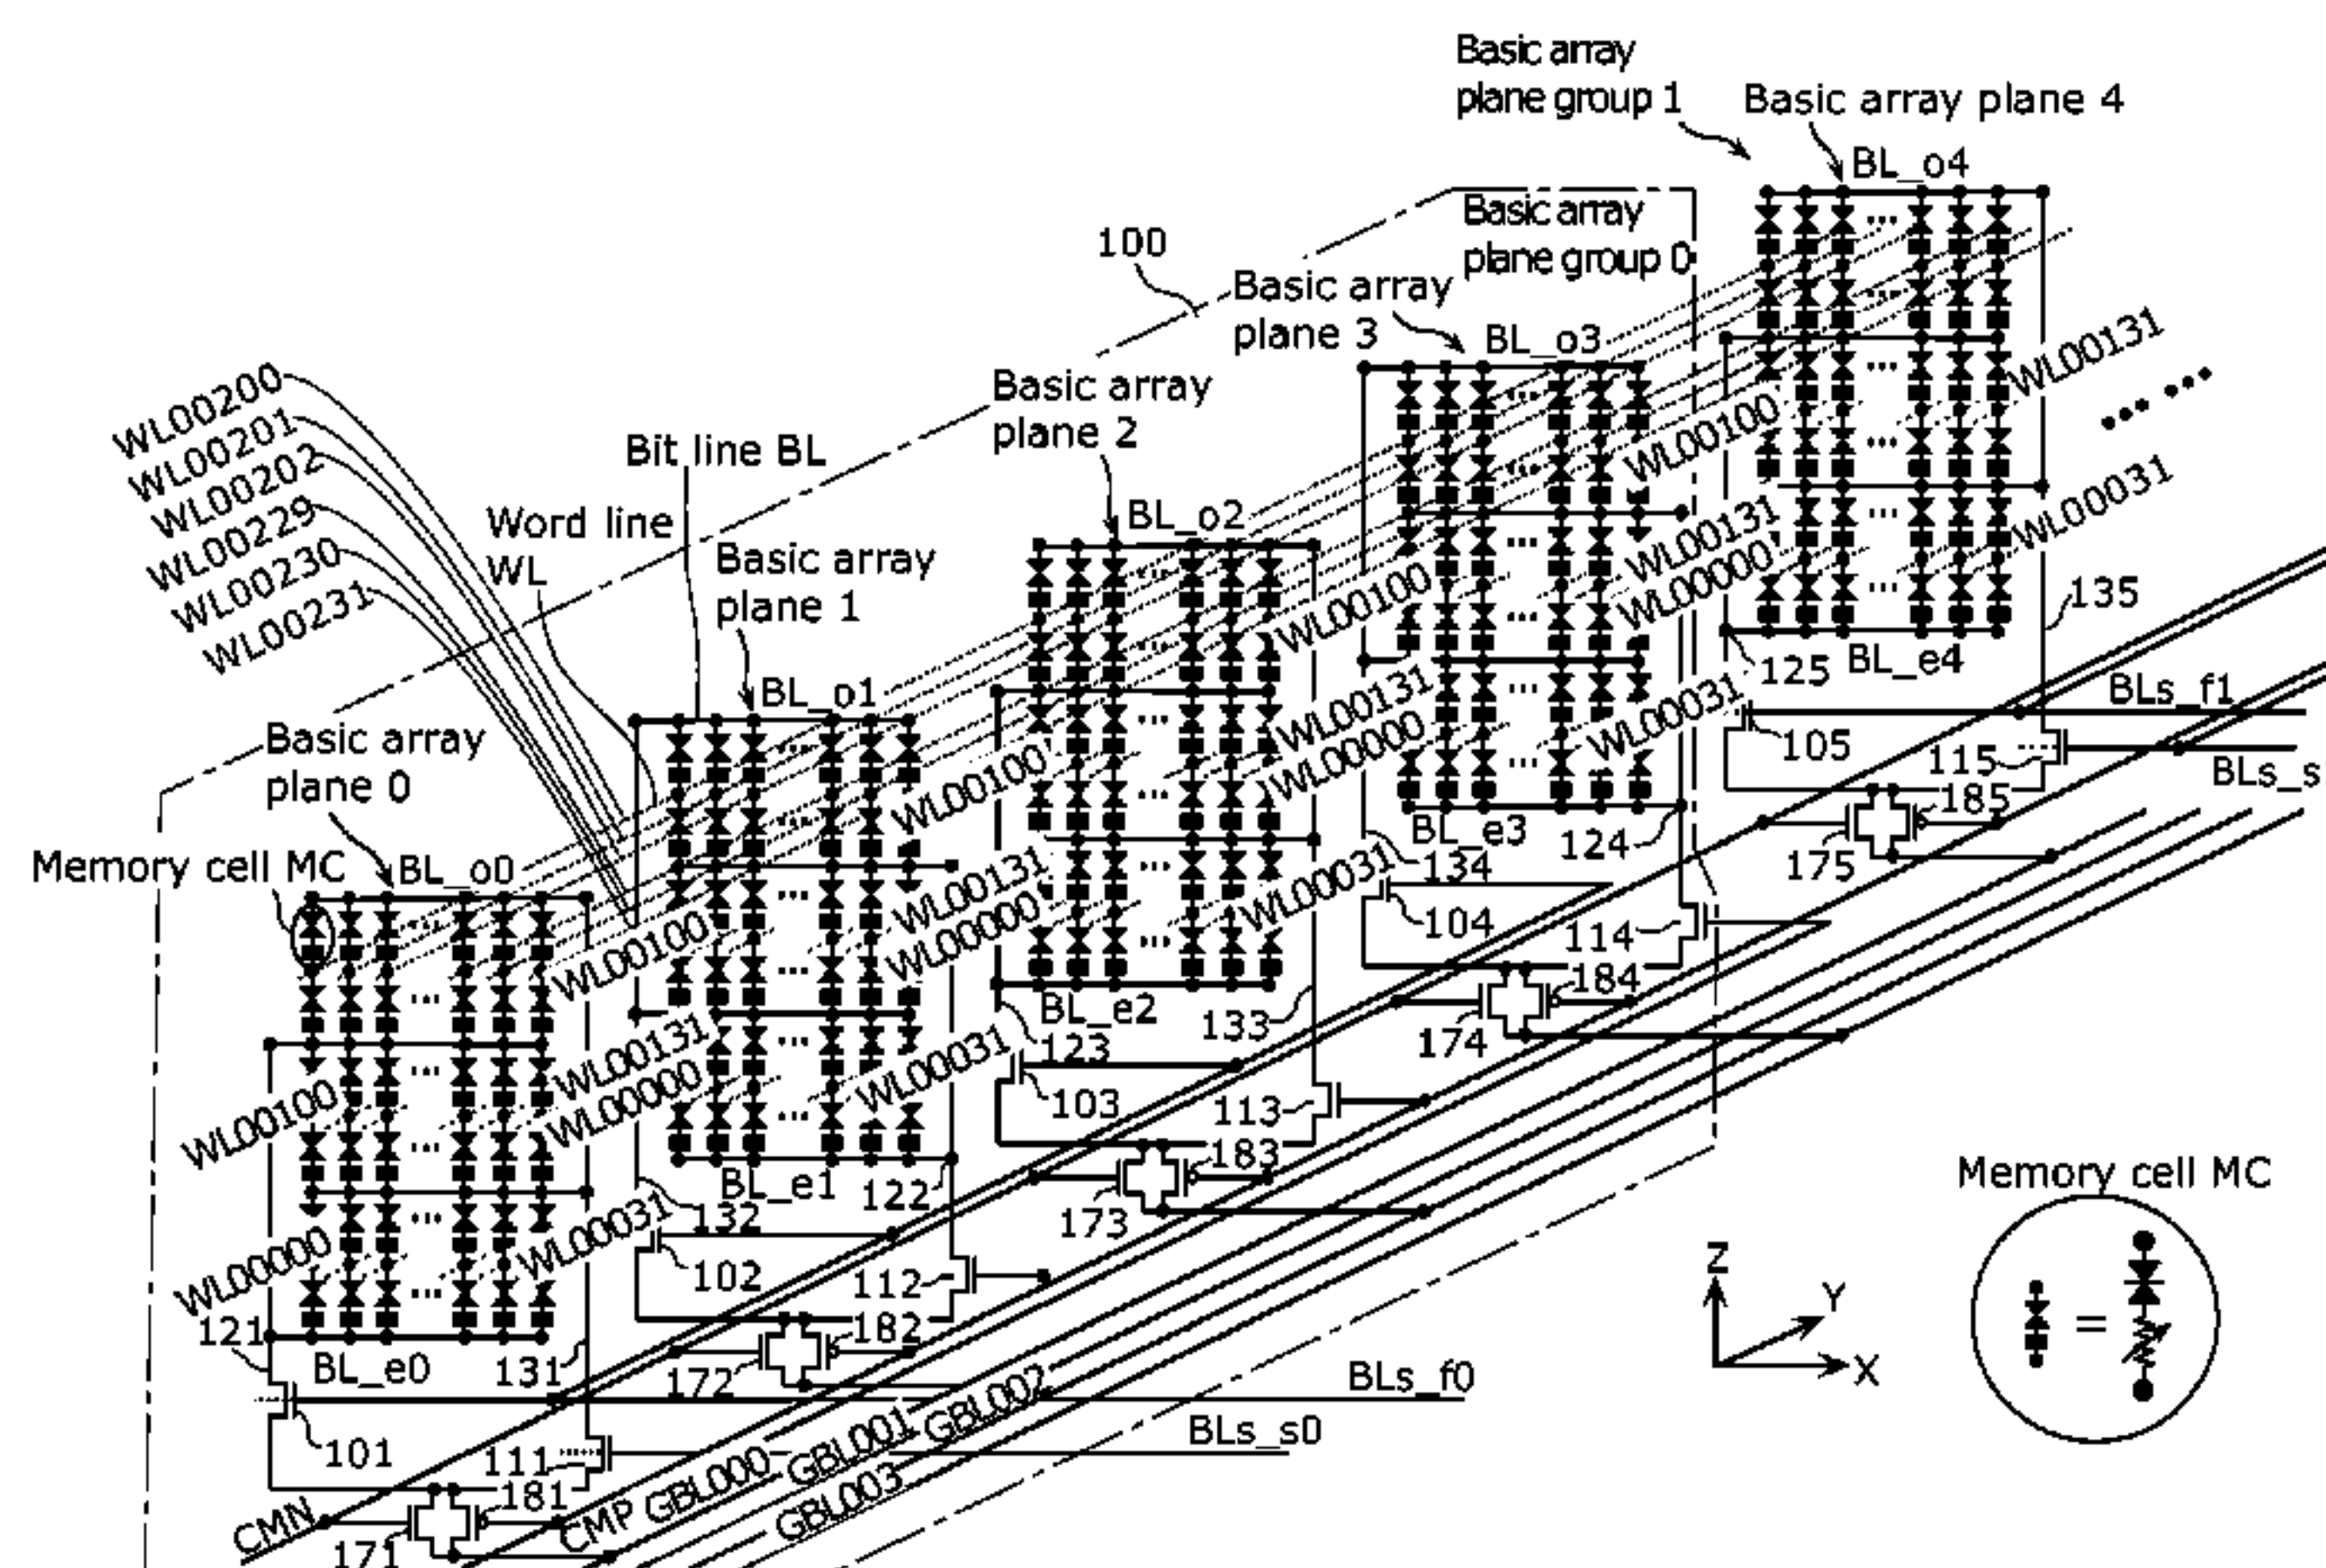 Basic array
plane group 1
Basic array plane 4
BL_o4
Basic array
plane group 0
100
Basic array
plane 3
BL_o3
WL00131
WL00200
WL00201
WL00202
WL00229
WL00230
WL00231
Basic array
plane 2
Bit line BL
WL00100
Word line
WL
BL_o2
WL00131
WL00031
Basic array
plane 1
WL00100
WL00000
135
BL_o1
125
BL_e4
BLs_f1
WL00131
WL00031
105
115
BLs_s
Basic array
plane 0
WL00100
WL00000
185
Memory cell MC
BL_o0
BL_e3
124
175
134
WL00131
WL00031
104
114
WL00100
WL00000
184
BL_e2
133
174
123
WL00131
WL00031
103
113
WL00100
WL00000
183
Memory cell MC
BL_e1
122
173
132
WL00031
Z
102
112
Y
WL00000
=
X
121
182
BL_e0
131
172
BLs_f0
GBL002
101
BLs_s0
GBL001
111
GBL000
181
GBL003
CMN
CMP
171